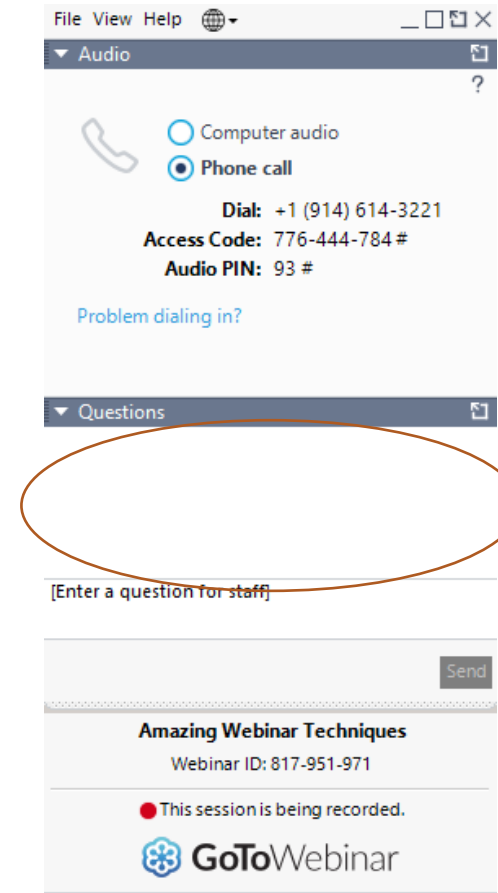 File View Help
Audio
?
Computer audio
Phone call
Dial: +1 (914) 614-3221
Access Code: 776-444-784 #
Audio PIN: 93 #
Problem dialing in?
Questions
[Enter a question for staff]
Send
Amazing Webinar Techniques
Webinar ID: 817-951-971
This session is being recorded.
GoToWebinar